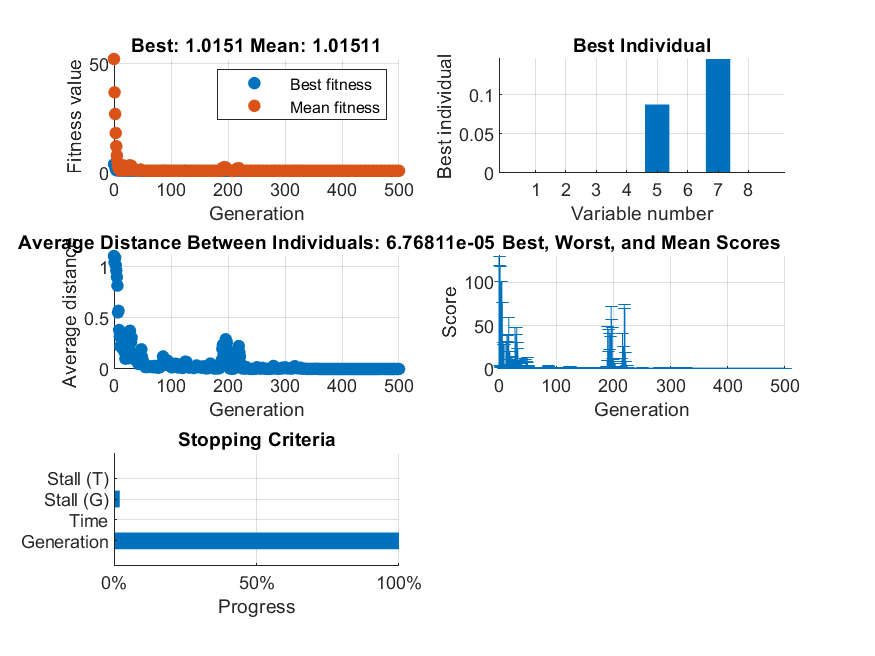 Best: 1.0151 Mean: 1.01511
Fitness value
50
0
Best fitness
Mean fitness
0 100 200 300 400 500
Generation
Best Individual
Best individual
0.1
0.05
0
1 2 3 4 5 6 7 8
Variable number
Average Distance Between Individuals: 6.76811e-05
Average distance
1
0.5
0
0 100 200 300 400 500
Generation
Best, Worst, and Mean Scores
Score
100
50
0
0 100 200 300 400 500
Generation
Stopping Criteria
Stall (T)
Stall (G)
Time
Generation
0% 50% 100%
Progress